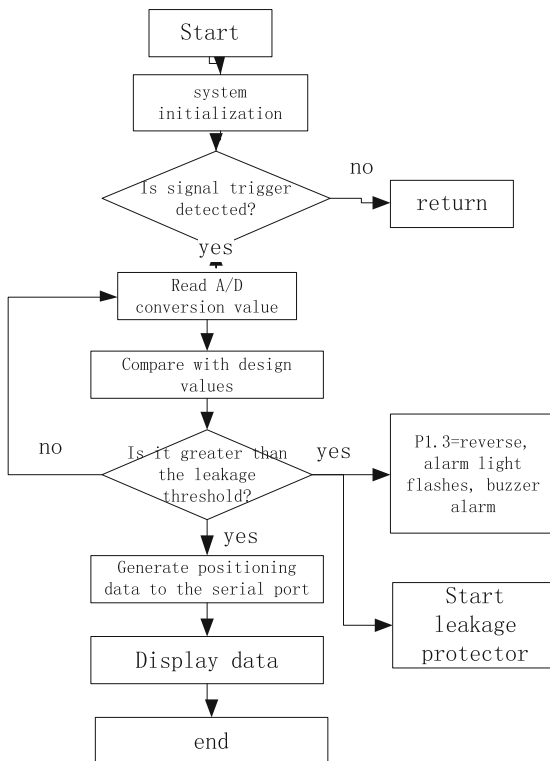 Start
system
initialization
Is signal trigger
detected?
no
return
yes
Read A/D
conversion value
Compare with design
values
no
Is it greater than
the leakage
threshold?
yes
P1.3=reverse,
alarm light
flashes, buzzer
alarm
yes
Generate positioning
data to the serial port
Start
leakage
protector
Display data
end